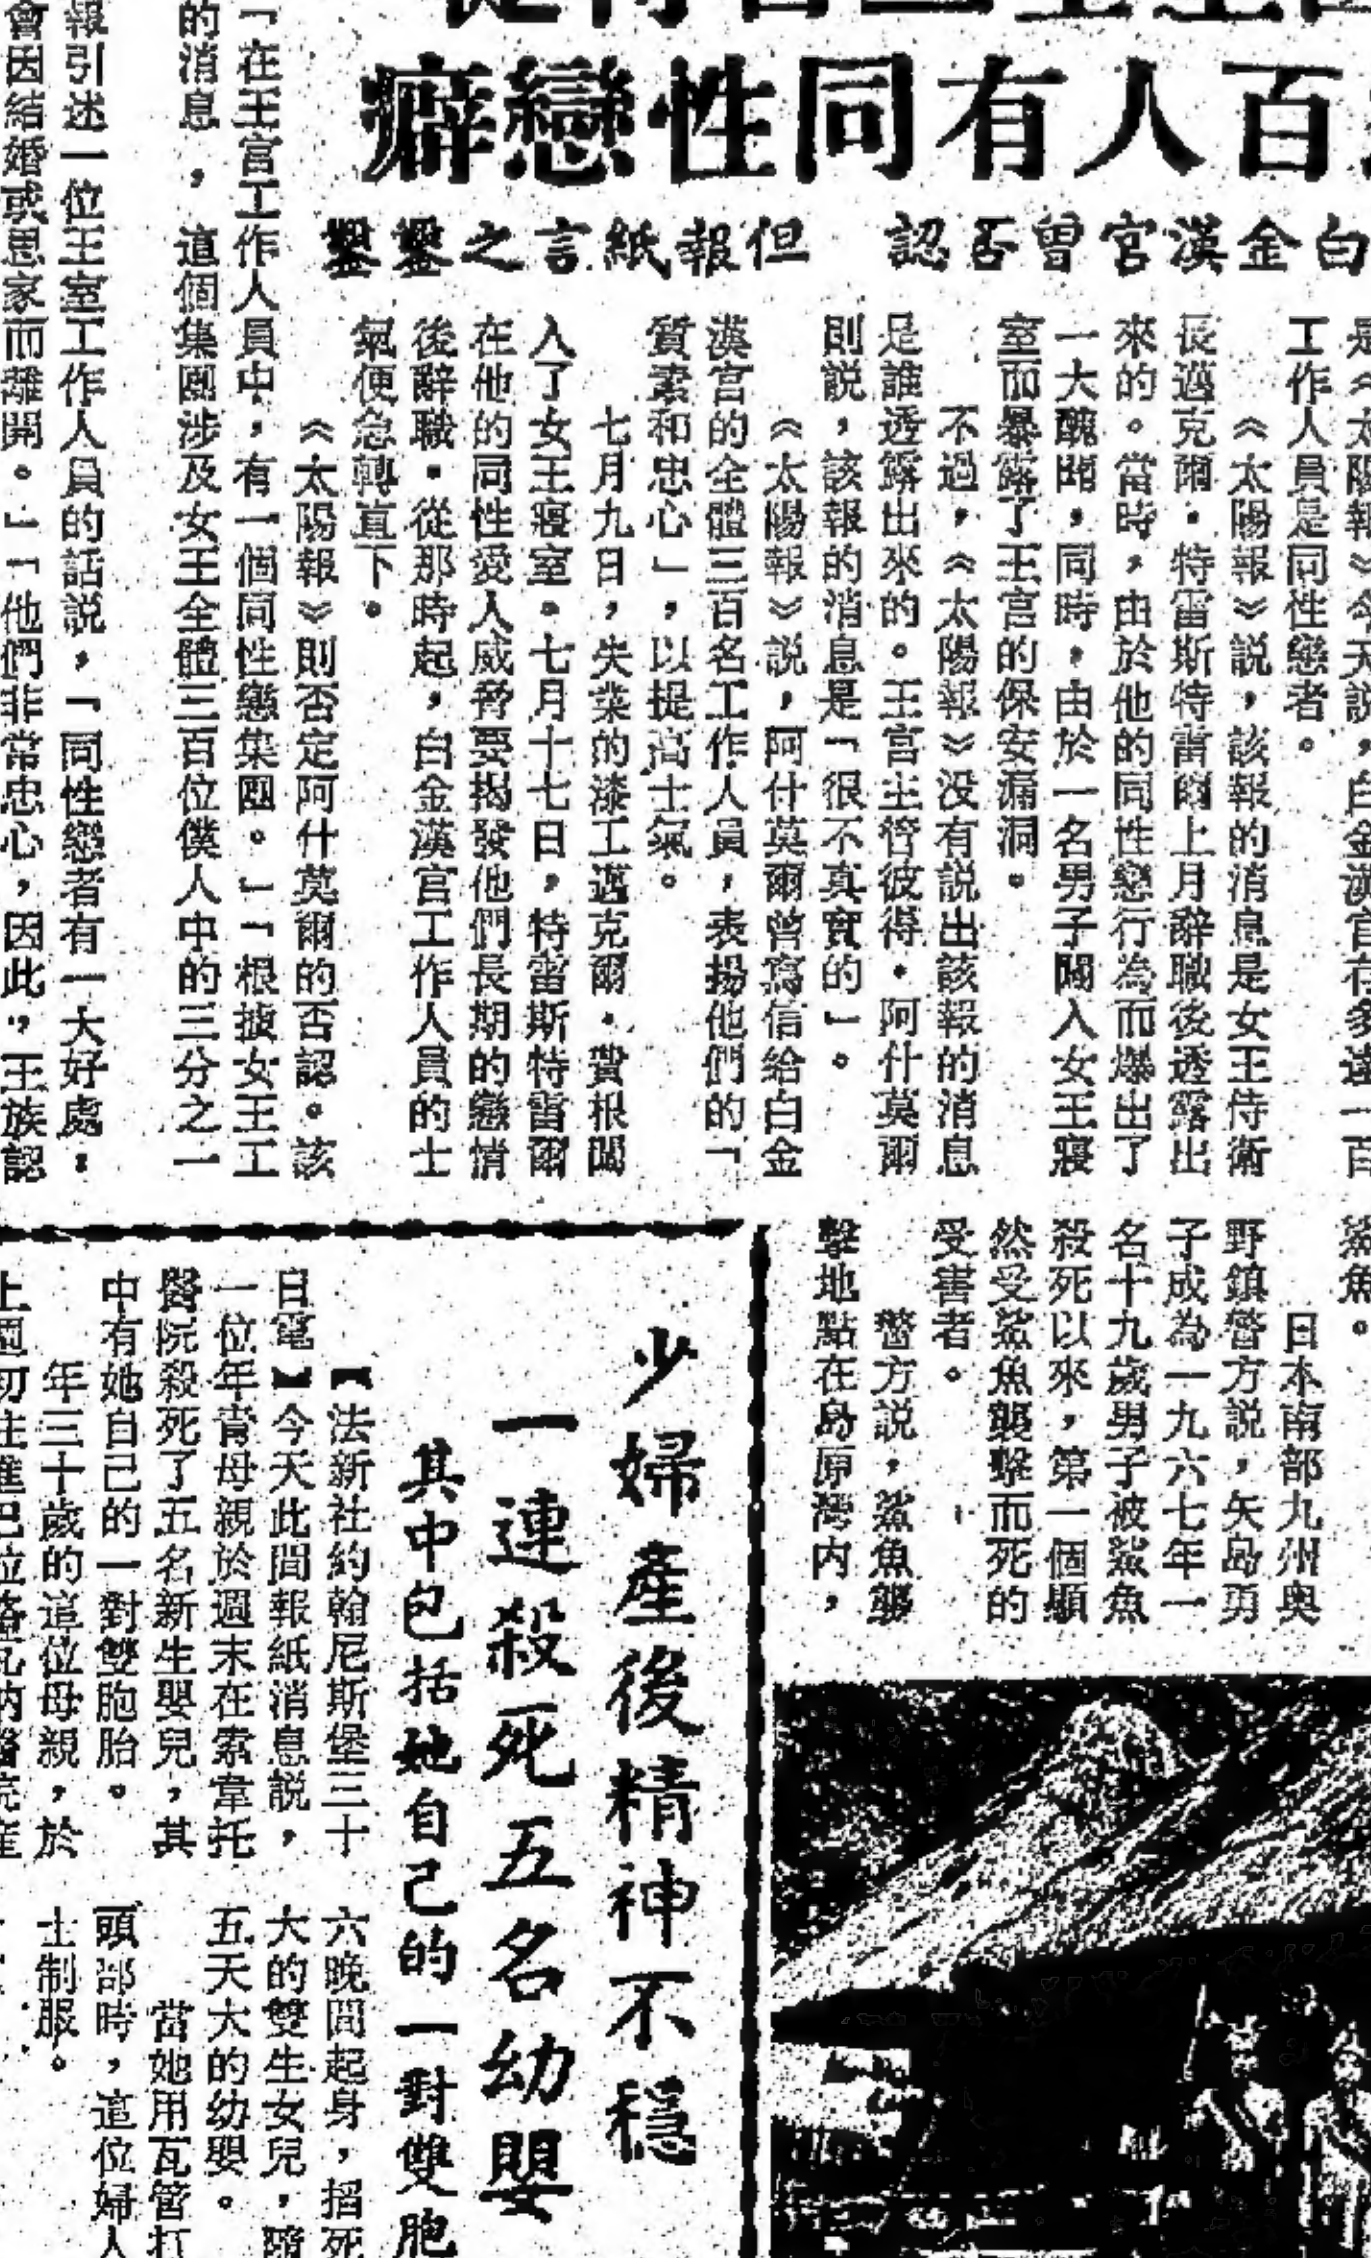 百人有同性戀癖
白金漢宮曾否認 但報紙言之鑿鑿
是《太陽報》今天說，白金漢宮有多達一百
工作人員是同性戀者。
《太陽報》說，該報的消息是女王侍衛
長邁克爾·特雷斯特雷爾上月辭職後透露出
來的。當時，由於他的同性戀行為而爆出了
一大醜聞，同時，由於一名男子闖入女王寢
室而暴露了王宮的保安漏洞。
不過，《太陽報》没有說出該報的消息
是誰透露出來的。王宮主管彼得·阿什莫爾
則說，該報的消息是「很不真實的」。
《太陽報》說，阿什莫爾曾寫信給白金
漢宮的全體三百名工作人員，表揚他們的「
質素和忠心」，以提高士氣。
七月九日，失業的漆工邁克爾·費根闖
入了女王寢室。七月十七日，特雷斯特雷爾
在他的同性愛人威脅要揭發他們長期的戀情
後辭職。從那時起，白金漢宮工作人員的士
氣便急轉直下。
《太陽報》則否定阿什莫爾的否認。該
「在王宮工作人員中，有一個同性戀集團。」「根據女王工
的消息，這個集團涉及女王全體三百位僕人中的三分之一
報引述一位王室工作人員的話說，「同性戀者有一大好處：
會因結婚或思家而離開。」「他們非常忠心，因此，王族認
鯊魚。
日本南部九州奧
野鎮警方說，矢島勇
子成為一九六七年一
名十九歲男子被鯊魚
殺死以來，第一個顯
然受鯊魚襲擊而死的
受害者。
警方說，鯊魚襲
擊地點在島原灣內，
少婦產後精神不穩
一連殺死五名幼嬰
其中包括她自己的一對雙胞
【法新社約翰尼斯堡三十
日電】今天此間報紙消息說，
一位年青母親於週末在索韋托
醫院殺死了五名新生嬰兒，其
中有她自己的一對雙胞胎。
年三十歲的這位母親，於
六晚間起身，掐死
大的雙生女兒，隨
五天大的幼嬰。
當她用瓦管打
頭部時，這位婦人
士制服。